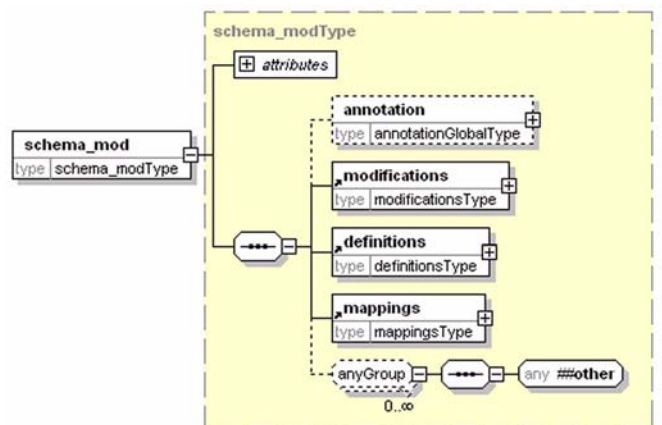 schema_modType
attributes
annotation
type annotationGlobalType
schema_mod
type schema_modType
modifications
type modificationsType
definitions
type definitionsType
mappings
type mappingsType
anyGroup
any ##other
0..∞